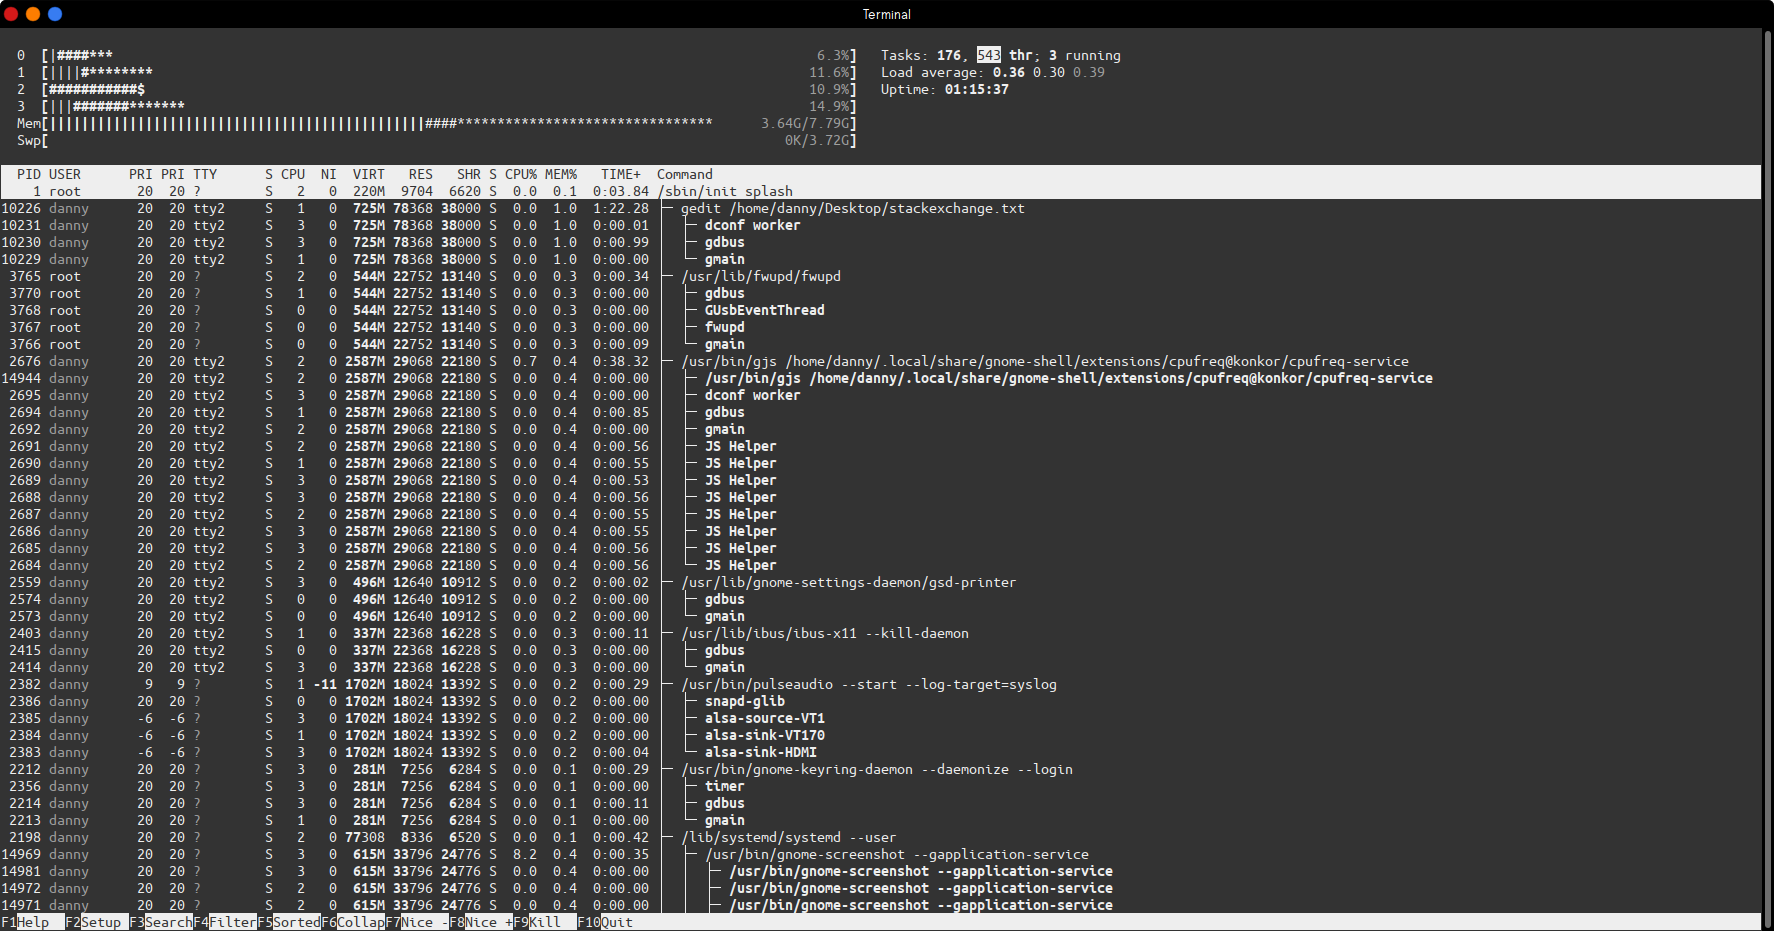 Terminal
0 [|####*** 6.3%] Tasks: 176, 543 thr; 3 running
1 [||||#******** 11.6%] Load average: 0.36 0.30 0.39
2 [###########$ 10.9%] Uptime: 01:15:37
3 [|||#######******* 14.9%]
Mem[|||||||||||||||||||||||||||||||||||||||||||||||####******************************** 3.64G/7.79G]
Swp[ 0K/3.72G]
PID USER PRI PRI TTY S CPU NI VIRT RES SHR S CPU% MEM% TIME+ Command
1 root 20 20 ? S 2 0 220M 9704 6620 S 0.0 0.1 0:03.84 /sbin/init splash
10226 danny 20 20 tty2 S 1 0 725M 78368 38000 S 0.0 1.0 1:22.28 ├─ gedit /home/danny/Desktop/stackexchange.txt
10231 danny 20 20 tty2 S 3 0 725M 78368 38000 S 0.0 1.0 0:00.01 │ ├─ dconf worker
10230 danny 20 20 tty2 S 3 0 725M 78368 38000 S 0.0 1.0 0:00.99 │ ├─ gdbus
10229 danny 20 20 tty2 S 1 0 725M 78368 38000 S 0.0 1.0 0:00.00 │ └─ gmain
3765 root 20 20 ? S 2 0 544M 22752 13140 S 0.0 0.3 0:00.34 ├─ /usr/lib/fwupd/fwupd
3770 root 20 20 ? S 1 0 544M 22752 13140 S 0.0 0.3 0:00.00 │ ├─ gdbus
3768 root 20 20 ? S 0 0 544M 22752 13140 S 0.0 0.3 0:00.00 │ ├─ GUsbEventThread
3767 root 20 20 ? S 0 0 544M 22752 13140 S 0.0 0.3 0:00.00 │ ├─ fwupd
3766 root 20 20 ? S 0 0 544M 22752 13140 S 0.0 0.3 0:00.09 │ └─ gmain
2676 danny 20 20 tty2 S 2 0 2587M 29068 22180 S 0.7 0.4 0:38.32 ├─ /usr/bin/gjs /home/danny/.local/share/gnome-shell/extensions/cpufreq@konkor/cpufreq-service
14944 danny 20 20 tty2 S 2 0 2587M 29068 22180 S 0.0 0.4 0:00.00 │ ├─ /usr/bin/gjs /home/danny/.local/share/gnome-shell/extensions/cpufreq@konkor/cpufreq-service
2695 danny 20 20 tty2 S 3 0 2587M 29068 22180 S 0.0 0.4 0:00.00 │ ├─ dconf worker
2694 danny 20 20 tty2 S 1 0 2587M 29068 22180 S 0.0 0.4 0:00.85 │ ├─ gdbus
2692 danny 20 20 tty2 S 2 0 2587M 29068 22180 S 0.0 0.4 0:00.00 │ ├─ gmain
2691 danny 20 20 tty2 S 2 0 2587M 29068 22180 S 0.0 0.4 0:00.56 │ ├─ JS Helper
2690 danny 20 20 tty2 S 1 0 2587M 29068 22180 S 0.0 0.4 0:00.55 │ ├─ JS Helper
2689 danny 20 20 tty2 S 3 0 2587M 29068 22180 S 0.0 0.4 0:00.53 │ ├─ JS Helper
2688 danny 20 20 tty2 S 3 0 2587M 29068 22180 S 0.0 0.4 0:00.56 │ ├─ JS Helper
2687 danny 20 20 tty2 S 2 0 2587M 29068 22180 S 0.0 0.4 0:00.55 │ ├─ JS Helper
2686 danny 20 20 tty2 S 3 0 2587M 29068 22180 S 0.0 0.4 0:00.55 │ ├─ JS Helper
2685 danny 20 20 tty2 S 3 0 2587M 29068 22180 S 0.0 0.4 0:00.56 │ ├─ JS Helper
2684 danny 20 20 tty2 S 2 0 2587M 29068 22180 S 0.0 0.4 0:00.56 │ └─ JS Helper
2559 danny 20 20 tty2 S 3 0 496M 12640 10912 S 0.0 0.2 0:00.02 ├─ /usr/lib/gnome-settings-daemon/gsd-printer
2574 danny 20 20 tty2 S 0 0 496M 12640 10912 S 0.0 0.2 0:00.00 │ ├─ gdbus
2573 danny 20 20 tty2 S 0 0 496M 12640 10912 S 0.0 0.2 0:00.00 │ └─ gmain
2403 danny 20 20 tty2 S 1 0 337M 22368 16228 S 0.0 0.3 0:00.11 ├─ /usr/lib/ibus/ibus-x11 --kill-daemon
2415 danny 20 20 tty2 S 0 0 337M 22368 16228 S 0.0 0.3 0:00.00 │ ├─ gdbus
2414 danny 20 20 tty2 S 3 0 337M 22368 16228 S 0.0 0.3 0:00.00 │ └─ gmain
2382 danny 9 9 ? S 1 -11 1702M 18024 13392 S 0.0 0.2 0:00.29 ├─ /usr/bin/pulseaudio --start --log-target=syslog
2386 danny 20 20 ? S 0 0 1702M 18024 13392 S 0.0 0.2 0:00.00 │ ├─ snapd-glib
2385 danny -6 -6 ? S 3 0 1702M 18024 13392 S 0.0 0.2 0:00.00 │ ├─ alsa-source-VT1
2384 danny -6 -6 ? S 1 0 1702M 18024 13392 S 0.0 0.2 0:00.00 │ ├─ alsa-sink-VT170
2383 danny -6 -6 ? S 3 0 1702M 18024 13392 S 0.0 0.2 0:00.04 │ └─ alsa-sink-HDMI
2212 danny 20 20 ? S 3 0 281M 7256 6284 S 0.0 0.1 0:00.29 ├─ /usr/bin/gnome-keyring-daemon --daemonize --login
2356 danny 20 20 ? S 3 0 281M 7256 6284 S 0.0 0.1 0:00.00 │ ├─ timer
2214 danny 20 20 ? S 3 0 281M 7256 6284 S 0.0 0.1 0:00.11 │ ├─ gdbus
2213 danny 20 20 ? S 1 0 281M 7256 6284 S 0.0 0.1 0:00.00 │ └─ gmain
2198 danny 20 20 ? S 2 0 77308 8336 6520 S 0.0 0.1 0:00.42 ├─ /lib/systemd/systemd --user
14969 danny 20 20 ? S 3 0 615M 33796 24776 S 8.2 0.4 0:00.35 │ ├─ /usr/bin/gnome-screenshot --gapplication-service
14981 danny 20 20 ? S 3 0 615M 33796 24776 S 0.0 0.4 0:00.00 │ │ ├─ /usr/bin/gnome-screenshot --gapplication-service
14972 danny 20 20 ? S 2 0 615M 33796 24776 S 0.0 0.4 0:00.00 │ │ ├─ /usr/bin/gnome-screenshot --gapplication-service
14971 danny 20 20 ? S 2 0 615M 33796 24776 S 0.0 0.4 0:00.00 │ │ ├─ /usr/bin/gnome-screenshot --gapplication-service
F1Help F2Setup F3SearchF4FilterF5SortedF6CollapF7Nice -F8Nice +F9Kill F10Quit